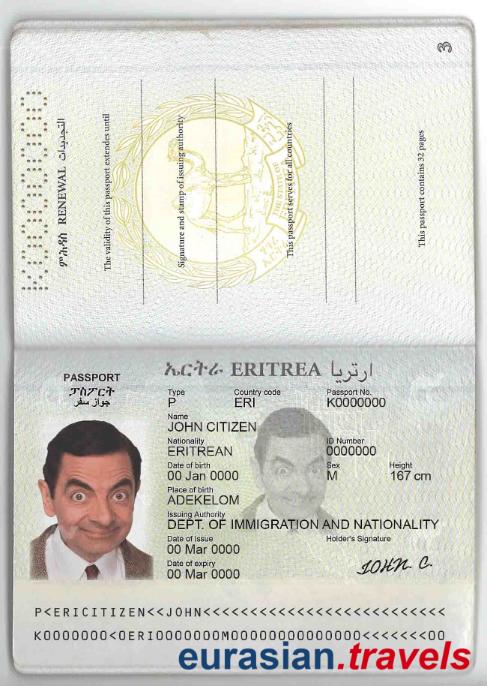 3
K0000000
ምሕዳስ RENEWAL التجديدات
The validity of this passport extendes until
Signature and stamp of issuing authority
This passport serves for all countries
This passport contains 32 pages
PASSPORT
ፓስፖርት
جواز سفر
ኤርትራ ERITREA ارتريا
Type Country code Passport No.
P ERI K0000000
Name
JOHN CITIZEN
Nationality ID Number
ERITREAN 0000000
Date of birth Sex Height
00 Jan 0000 M 167 cm
Place of birth
ADEKELOM
Issuing Authority
DEPT. OF IMMIGRATION AND NATIONALITY
Date of issue Holder's Signature
00 Mar 0000
Date of expiry
00 Mar 0000 JOHN C.
P<ERICITIZEN<<JOHN<<<<<<<<<<<<<<<<<<<<<<<<<<
K0000000<0ERI0000000M00000000000000<<<<<<<00
eurasian.travels